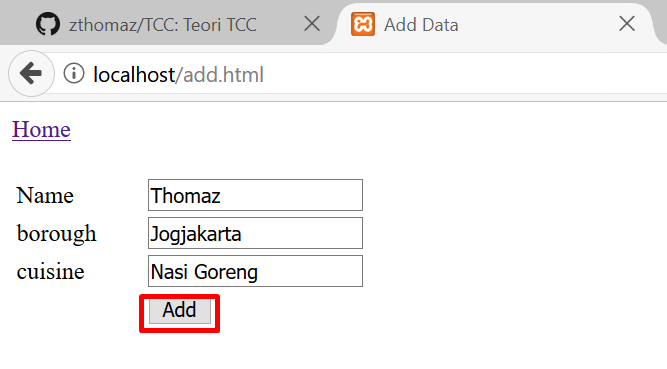 zthomaz/TCC: Teori TCC
Add Data
localhost/add.html
Home
Name Thomaz
borough Jogjakarta
cuisine Nasi Goreng
Add